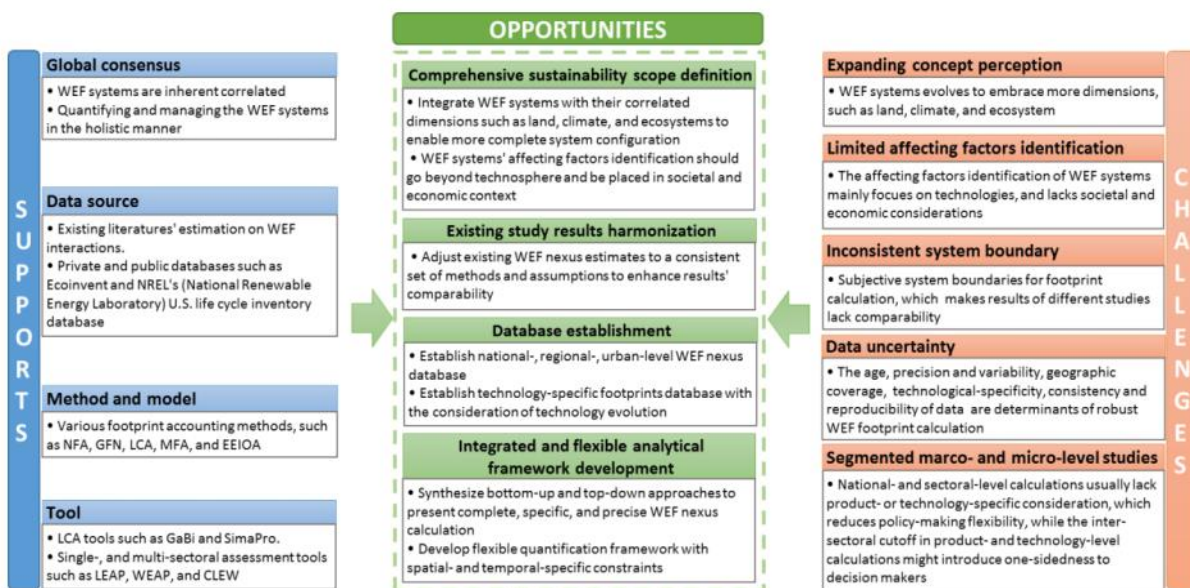 OPPORTUNITIES
SUPPORTS
Global consensus
• WEF systems are inherent correlated
• Quantifying and managing the WEF systems
in the holistic manner
Data source
• Existing literatures' estimation on WEF
interactions.
• Private and public databases such as
Ecoinvent and NREL's (National Renewable
Energy Laboratory) U.S. life cycle inventory
database
Method and model
• Various footprint accounting methods, such
as NFA, GFN, LCA, MFA, and EEIOA
Tool
• LCA tools such as GaBi and SimaPro.
• Single-, and multi-sectoral assessment tools
such as LEAP, WEAP, and CLEW
Comprehensive sustainability scope definition
• Integrate WEF systems with their correlated
dimensions such as land, climate, and ecosystems to
enable more complete system configuration
• WEF systems' affecting factors identification should
go beyond technosphere and be placed in societal and
economic context
Existing study results harmonization
• Adjust existing WEF nexus estimates to a consistent
set of methods and assumptions to enhance results'
comparability
Database establishment
• Establish national-, regional-, urban-level WEF nexus
database
• Establish technology-specific footprints database with
the consideration of technology evolution
Integrated and flexible analytical
framework development
• Synthesize bottom-up and top-down approaches to
present complete, specific, and precise WEF nexus
calculation
• Develop flexible quantification framework with
spatial- and temporal-specific constraints
Expanding concept perception
• WEF systems evolves to embrace more dimensions,
such as land, climate, and ecosystem
Limited affecting factors identification
• The affecting factors identification of WEF systems
mainly focus on technologies, and lacks societal and
economic considerations
Inconsistent system boundary
• Subjective system boundaries for footprint
calculation, which makes results of different studies
lack comparability
Data uncertainty
• The age, precision and variability, geographic
coverage, technological-specificity, consistency and
reproducibility of data are determinants of robust
WEF footprint calculation
Segmented marco- and micro-level studies
• National- and sectoral-level calculations usually lack
product- or technology-specific consideration, which
reduces policy-making flexibility, while the inter-
sectoral cutoff in product- and technology-level
calculations might introduce one-sidedness to
decision makers
CHALLENGES